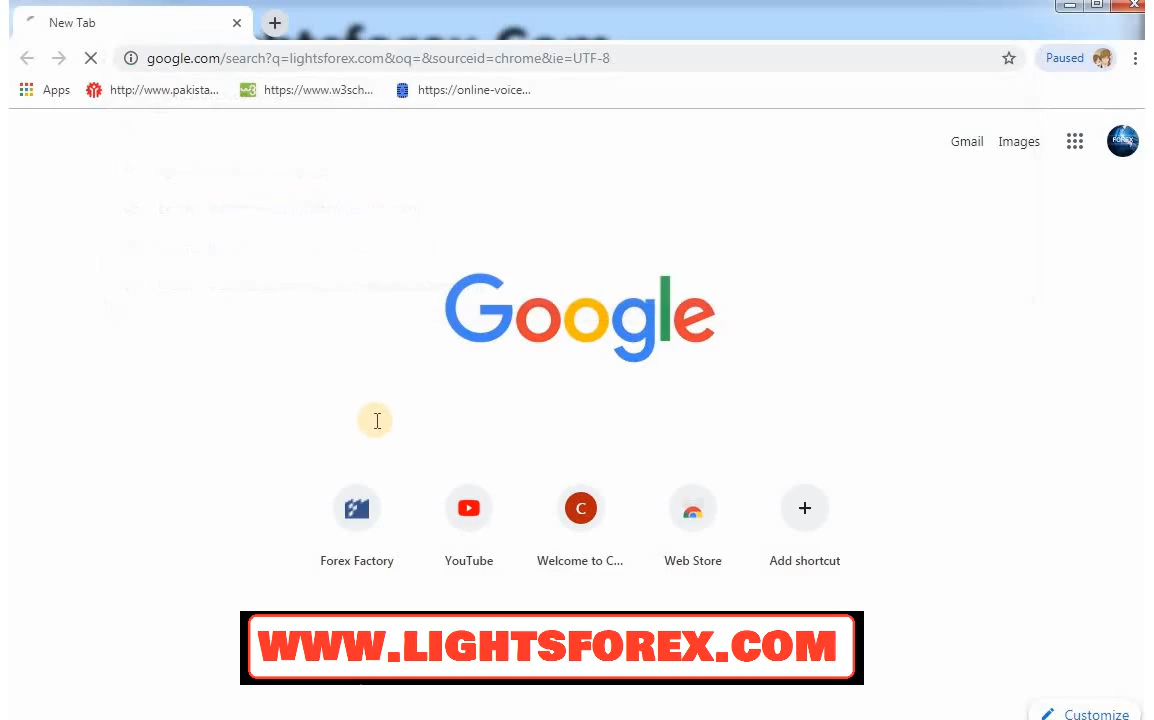 New Tab
google.com/search?q=lightsforex.com&oq=&sourceid=chrome&ie=UTF-8
Paused
Apps
http://www.pakista...
https://www.w3sch...
https://online-voice...
Gmail
Images
FOREX
Google
Forex Factory
YouTube
C
Welcome to C...
Web Store
Add shortcut
WWW.LIGHTSFOREX.COM
Customize